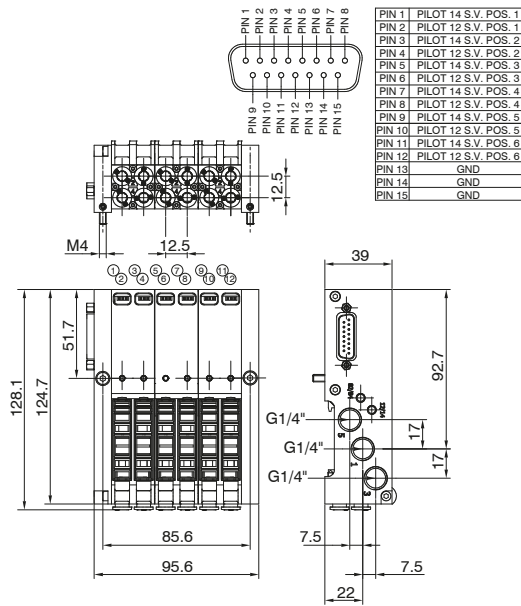 PIN 1
PIN 2
PIN 3
PIN 4
PIN 5
PIN 6
PIN 7
PIN 8
PIN 9
PIN 10
PIN 11
PIN 12
PIN 13
PIN 14
PIN 15
PIN 1 PILOT 14 S.V. POS. 1
PIN 2 PILOT 12 S.V. POS. 1
PIN 3 PILOT 14 S.V. POS. 2
PIN 4 PILOT 12 S.V. POS. 2
PIN 5 PILOT 14 S.V. POS. 3
PIN 6 PILOT 12 S.V. POS. 3
PIN 7 PILOT 14 S.V. POS. 4
PIN 8 PILOT 12 S.V. POS. 4
PIN 9 PILOT 14 S.V. POS. 5
PIN 10 PILOT 12 S.V. POS. 5
PIN 11 PILOT 14 S.V. POS. 6
PIN 12 PILOT 12 S.V. POS. 6
PIN 13 GND
PIN 14 GND
PIN 15 GND
12.5
M4
12.5
39
1 3 5 7 9 11
2 4 6 8 10 12
51.7
124.7
128.1
92.7
12/14
G1/4"
5
17
G1/4"
1
17
G1/4"
3
85.6
95.6
7.5
7.5
22